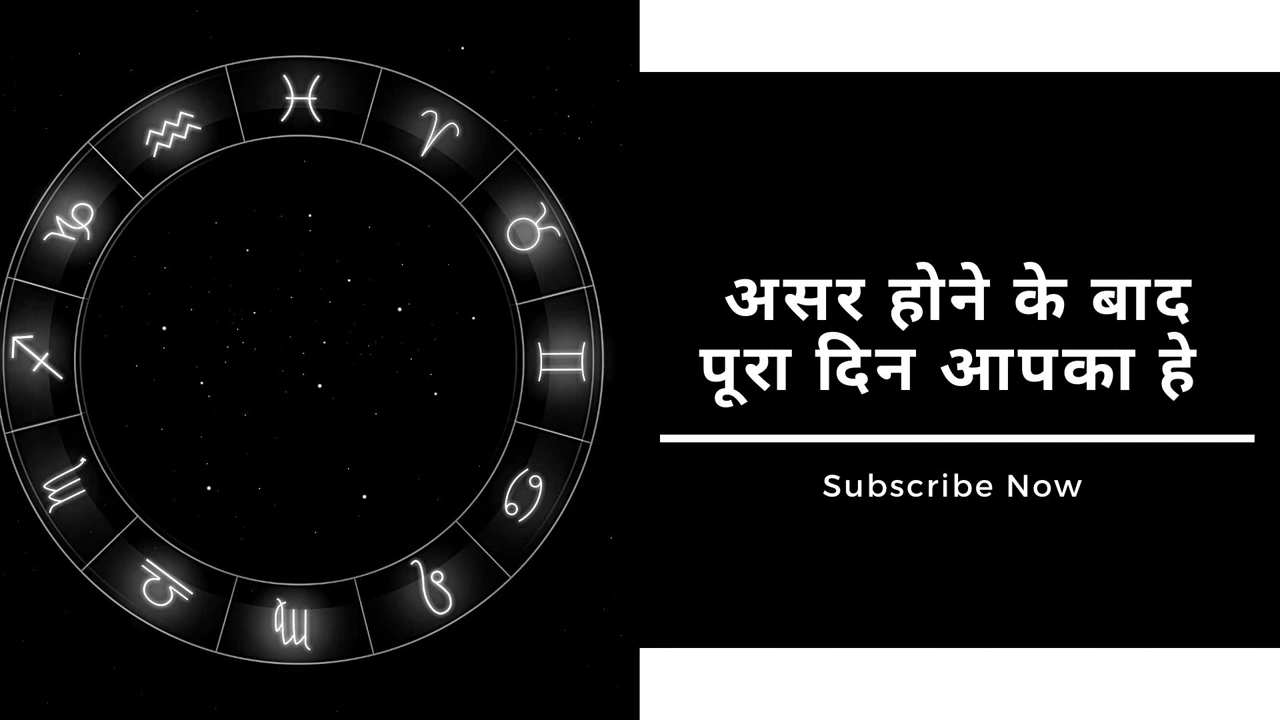 असर होने के बाद
पूरा दिन आपका हे
Subscribe Now